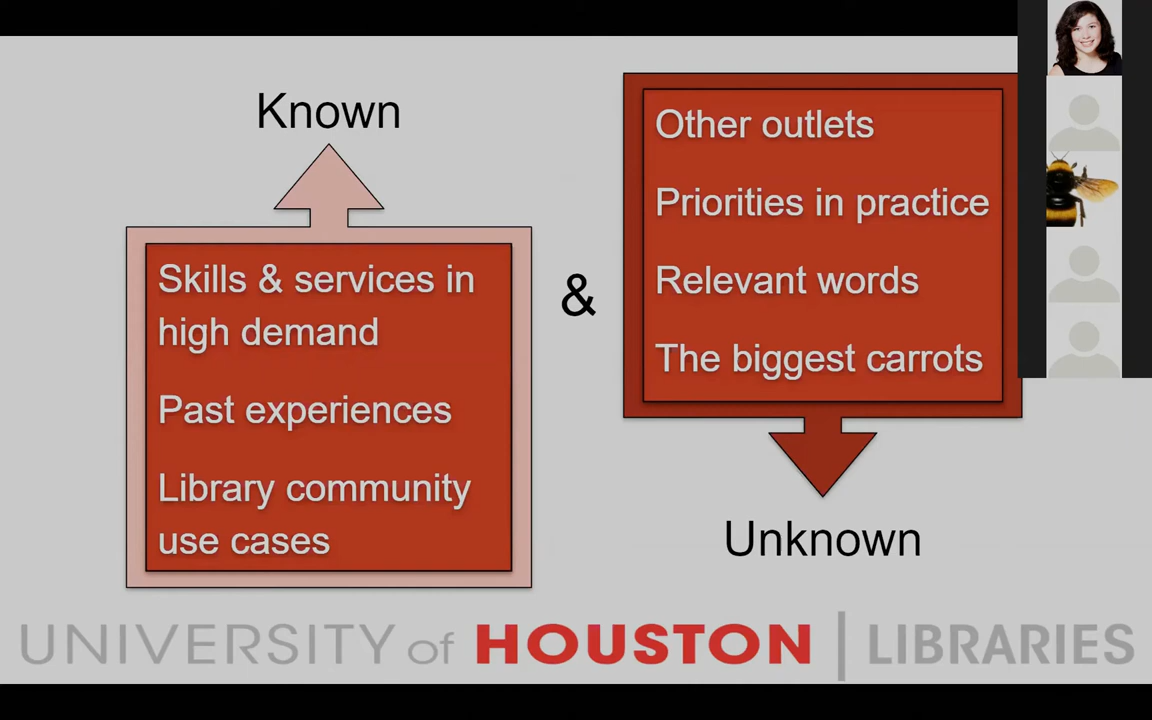 Known
Skills & services in
high demand
Past experiences
Library community
use cases
&
Other outlets
Priorities in practice
Relevant words
The biggest carrots
Unknown
UNIVERSITY of HOUSTON | LIBRARIES